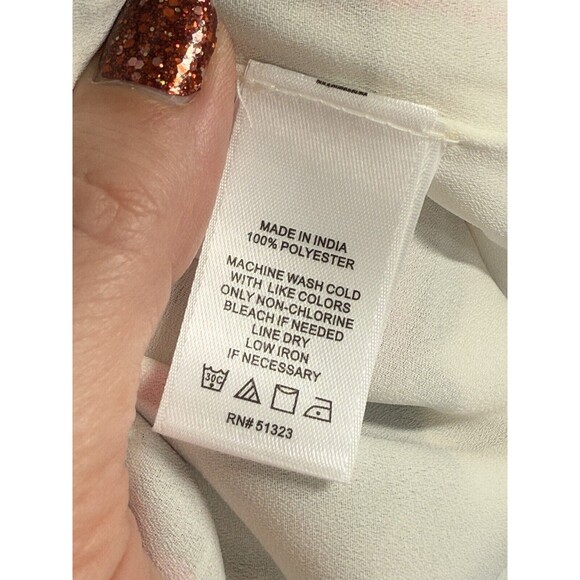 MADE IN INDIA
100% POLYESTER
MACHINE WASH COLD
WITH LIKE COLORS
ONLY NON-CHLORINE
BLEACH IF NEEDED
LINE DRY
LOW IRON
IF NECESSARY
30C
RN# 51323